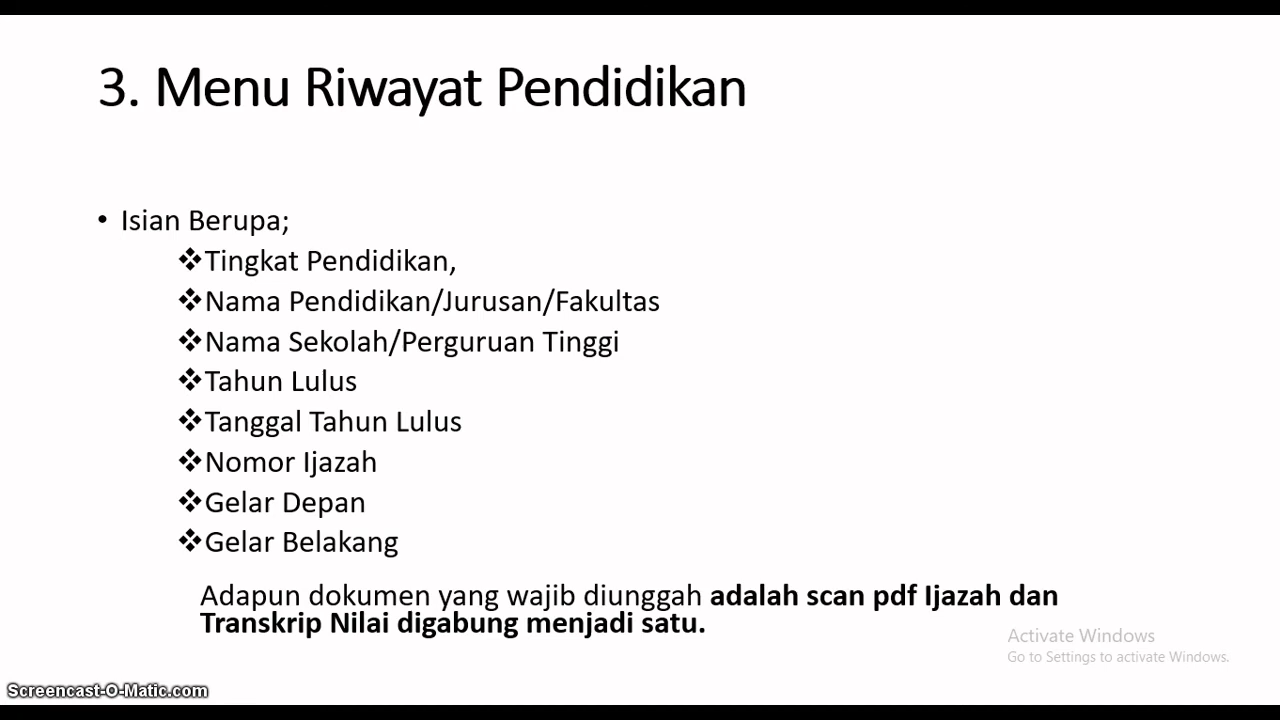 3. Menu Riwayat Pendidikan
• Isian Berupa;
❖Tingkat Pendidikan,
❖Nama Pendidikan/Jurusan/Fakultas
❖Nama Sekolah/Perguruan Tinggi
❖Tahun Lulus
❖Tanggal Tahun Lulus
❖Nomor Ijazah
❖Gelar Depan
❖Gelar Belakang
Adapun dokumen yang wajib diunggah adalah scan pdf Ijazah dan
Transkrip Nilai digabung menjadi satu.
Activate Windows
Go to Settings to activate Windows.
Screencast-O-Matic.com